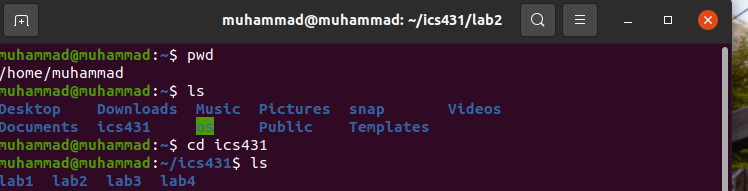 muhammad@muhammad: ~/ics431/lab2
muhammad@muhammad:~$ pwd
/home/muhammad
muhammad@muhammad:~$ ls
Desktop Downloads Music Pictures snap Videos
Documents ics431 os Public Templates
muhammad@muhammad:~$ cd ics431
muhammad@muhammad:~/ics431$ ls
lab1 lab2 lab3 lab4